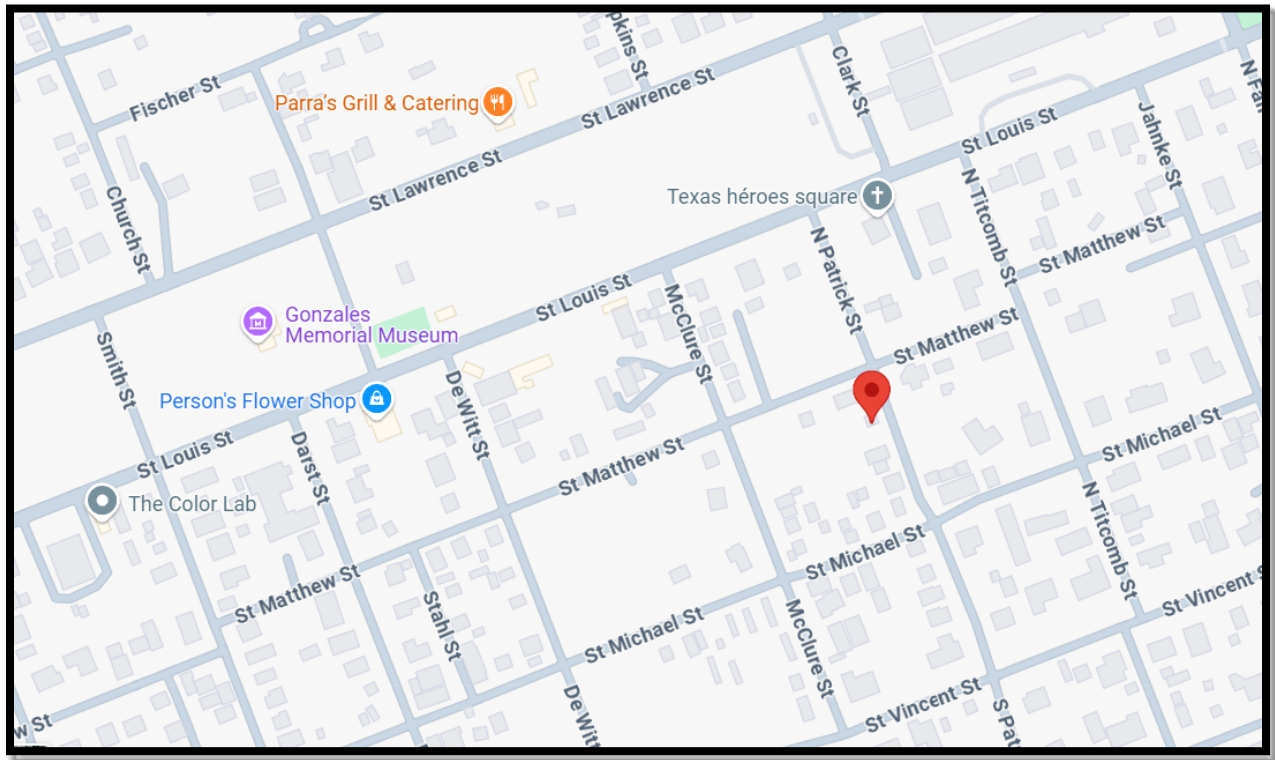 Fischer St
Parra's Grill & Catering
St Lawrence St
Clark St
St Louis St
Jahnke St
St Lawrence St
Church St
Texas héroes square
N Titcomb St
St Matthew St
N Patrick St
St Louis St
McClure St
Gonzales
Memorial Museum
St Matthew St
Smith St
Person's Flower Shop
De Witt St
St Louis St
Darst St
St Michael St
St Matthew St
The Color Lab
N Titcomb St
St Michael St
St Matthew St
Stahl St
St Vincent S
McClure St
St Michael St
De Witt
St Vincent St
S Pat
w St